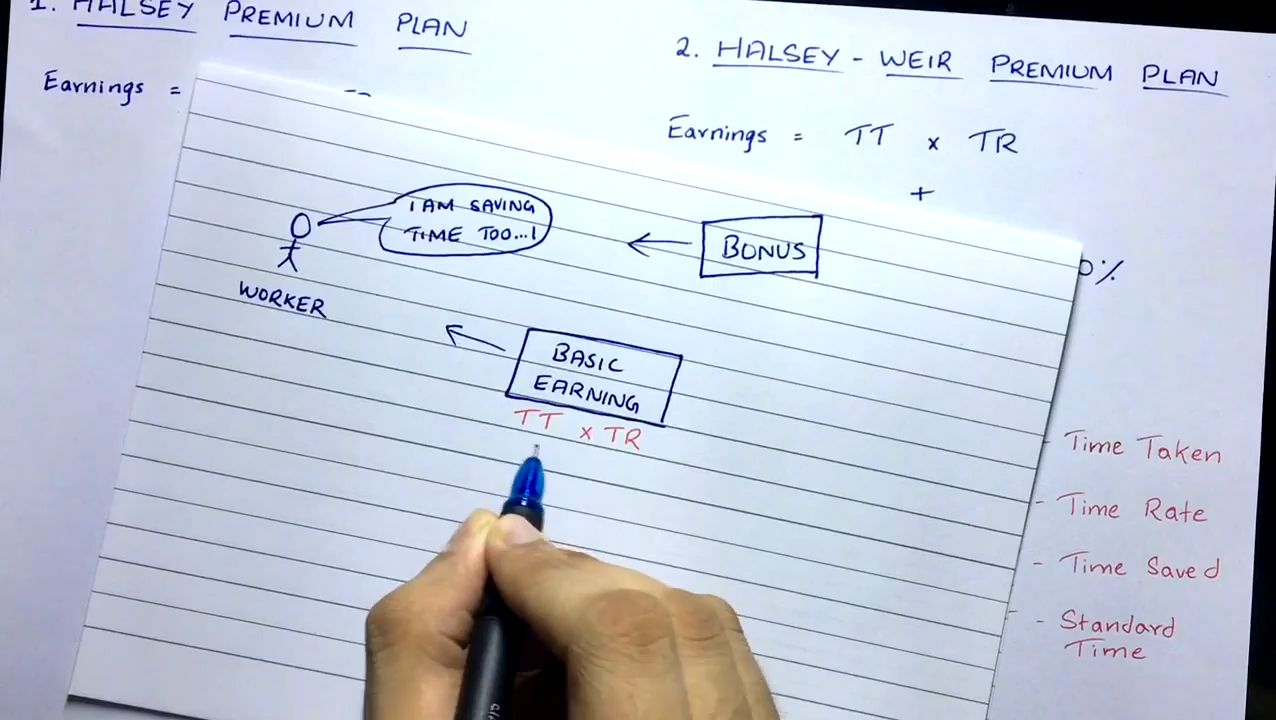 1. HALSEY PREMIUM PLAN
Earnings =
2. HALSEY - WEIR PREMIUM PLAN
Earnings = TT x TR
+
0%
I AM SAVING
TIME TOO...!
WORKER
BONUS
BASIC
EARNING
TT x TR
- Time Taken
- Time Rate
- Time Saved
- Standard
Time